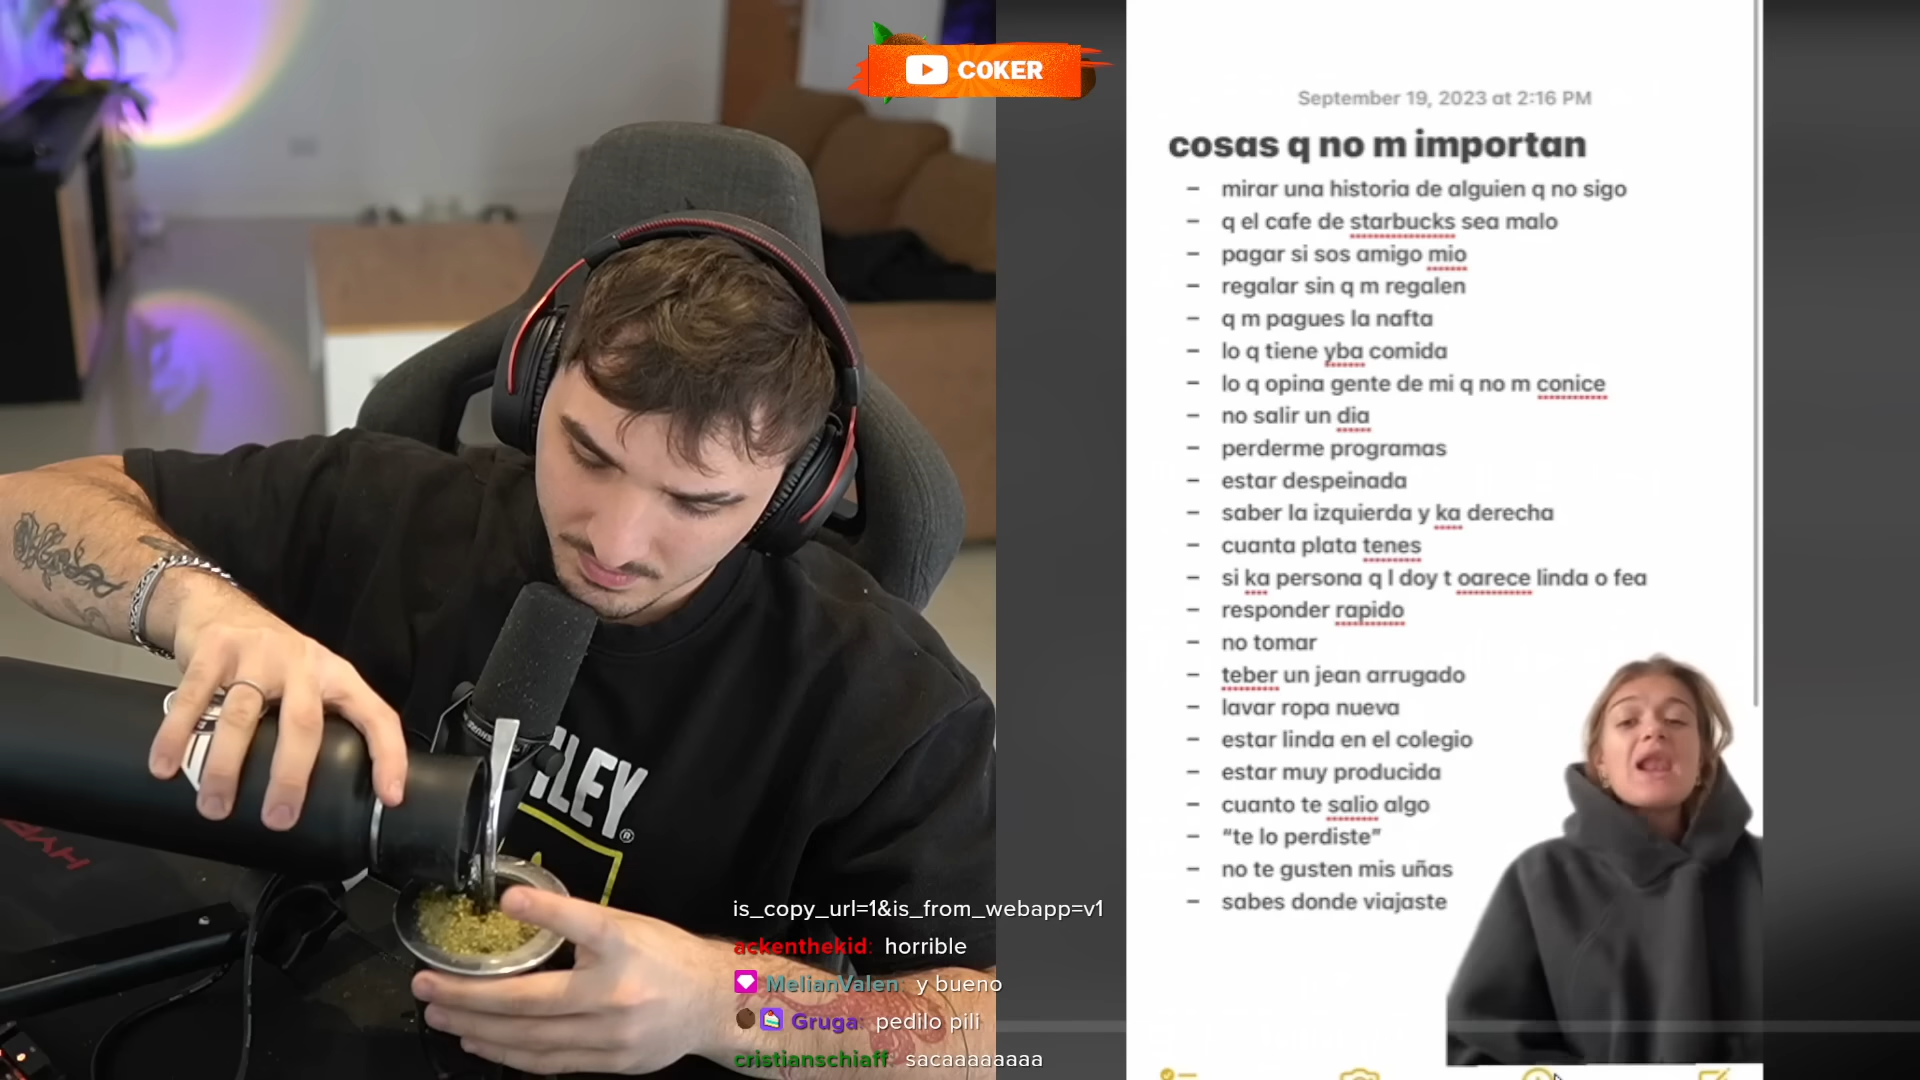 COKER
September 19, 2023 at 2:16 PM
cosas q no m importan
– mirar una historia de alguien q no sigo
– q el cafe de starbucks sea malo
– pagar si sos amigo mio
– regalar sin q m regalen
– q m pagues la nafta
– lo q tiene yba comida
– lo q opina gente de mi q no m conice
– no salir un dia
– perderme programas
– estar despeinada
– saber la izquierda y ka derecha
– cuanta plata tenes
– si ka persona q l doy t oarece linda o fea
– responder rapido
– no tomar
– teber un jean arrugado
– lavar ropa nueva
– estar linda en el colegio
– estar muy producida
– cuanto te salio algo
– “te lo perdiste”
– no te gusten mis uñas
– sabes donde viajaste
is_copy_url=1&is_from_webapp=v1
ackenthekid: horrible
MelianValen: y bueno
Gruga: pedilo pili
cristianschiaff: sacaaaaaaaa